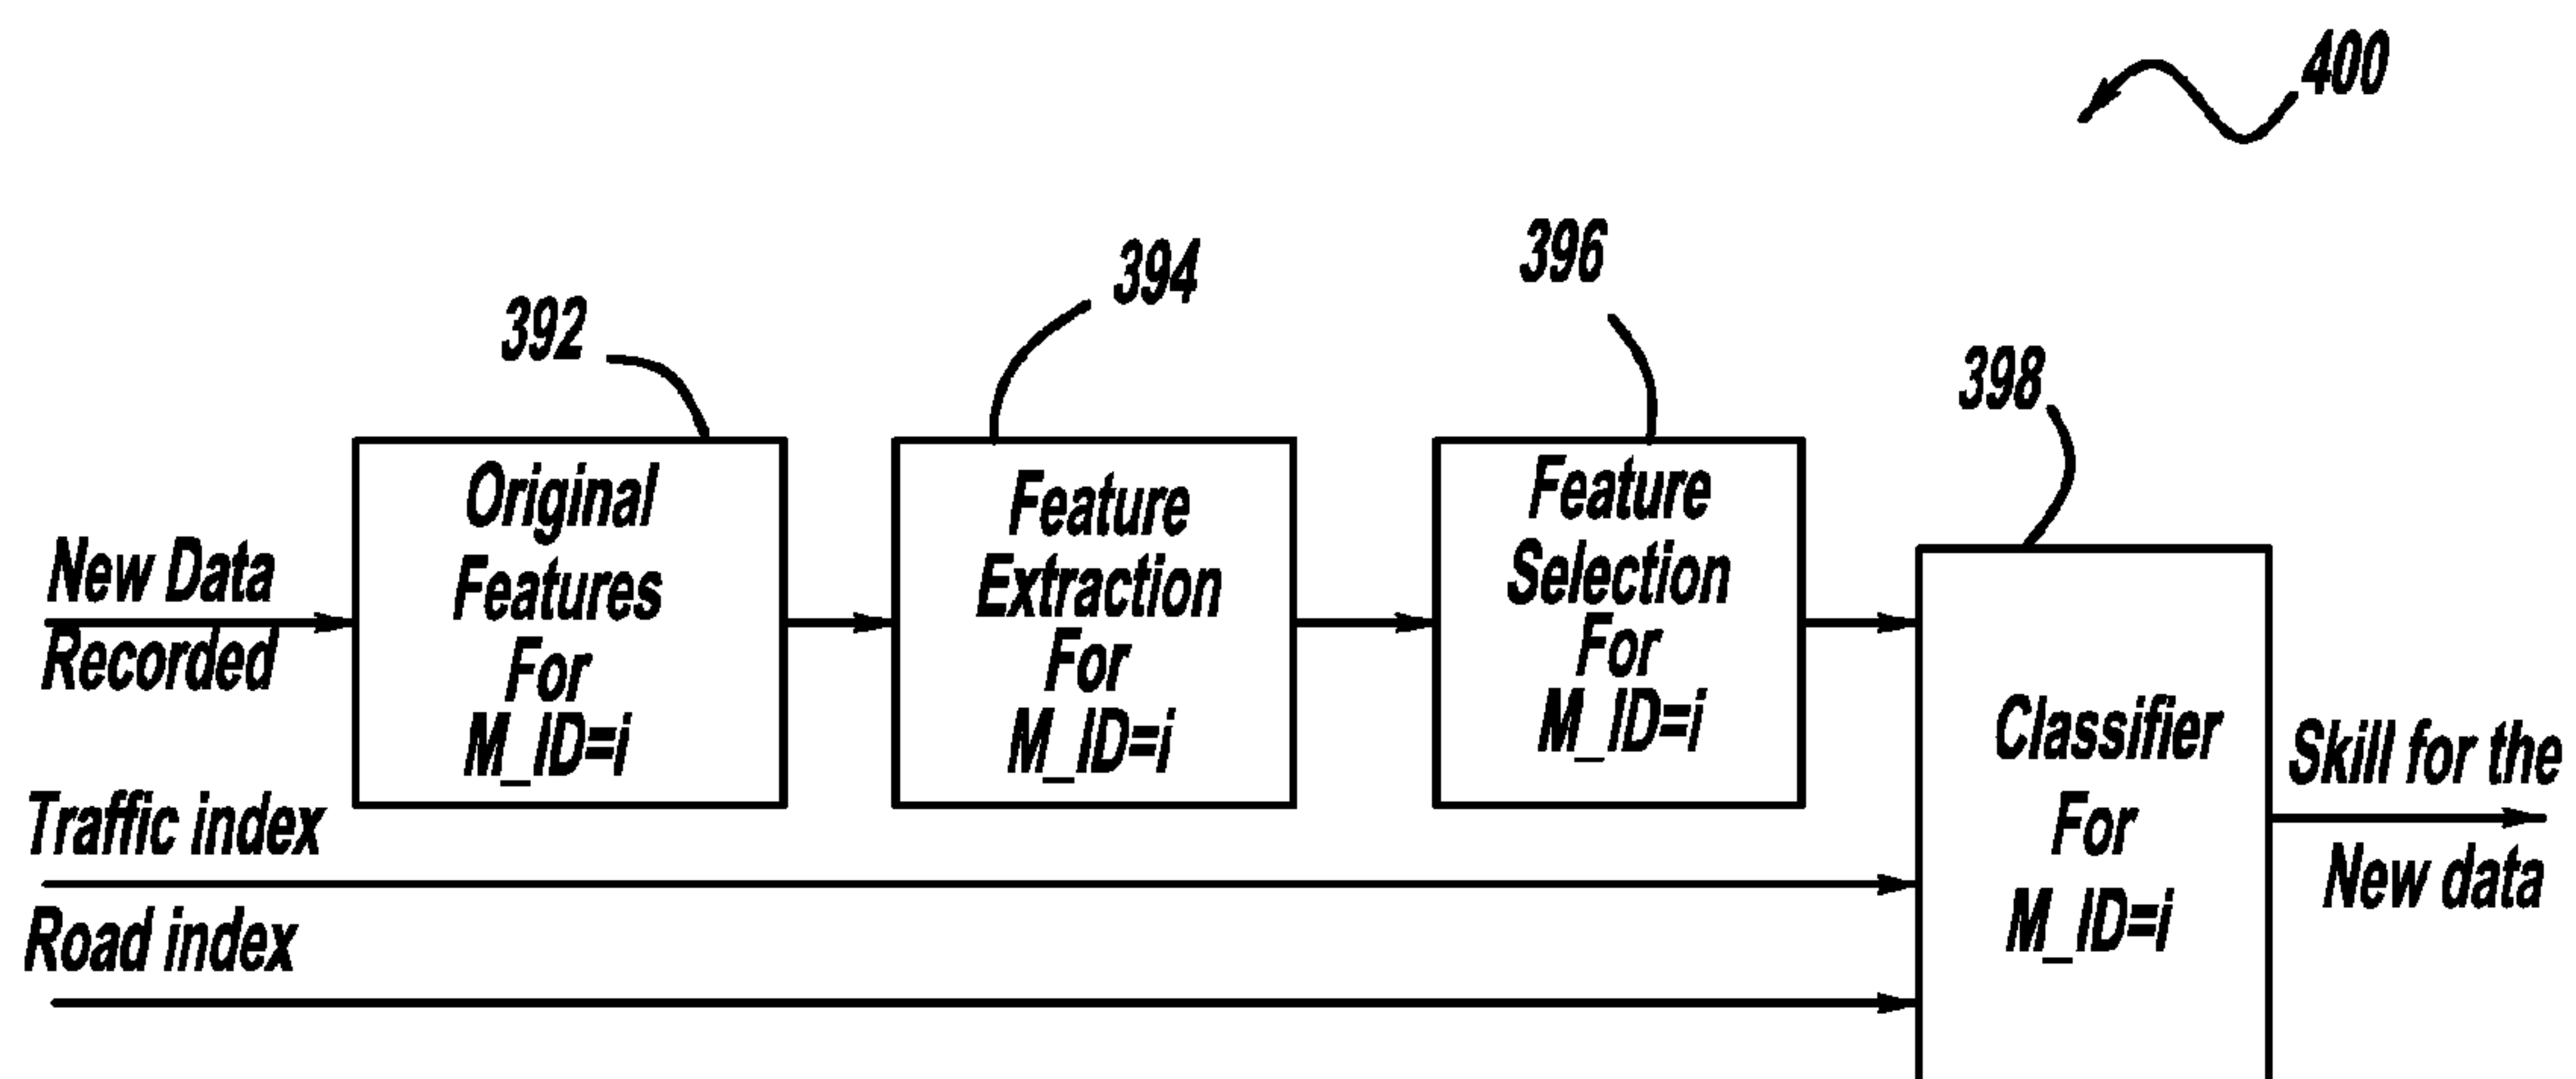 400
392
394
396
398
New Data
Recorded
Original
Features
For
M_ID=i
Feature
Extraction
For
M_ID=i
Feature
Selection
For
M_ID=i
Traffic index
Road index
Classifier
For
M_ID=i
Skill for the
New data